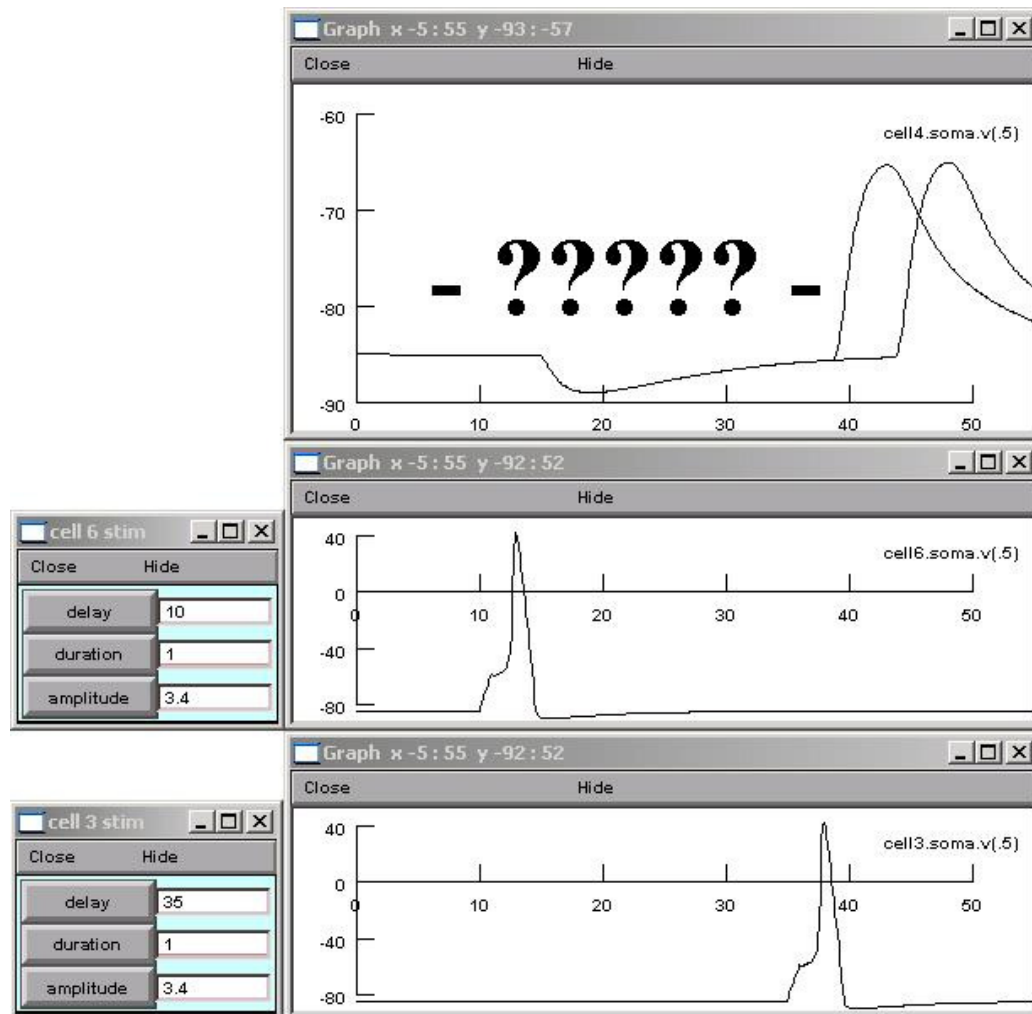 Graph x -5 : 55 y -93 : -57
Close Hide
-60
cell4.soma.v(.5)
-70
- ????? -
-80
-90
0 10 20 30 40 50
Graph x -5 : 55 y -92 : 52
Close Hide
40
cell6.soma.v(.5)
0
10 20 30 40 50
-40
-80
cell 6 stim
Close Hide
delay 10
duration 1
amplitude 3.4
Graph x -5 : 55 y -92 : 52
Close Hide
40
cell3.soma.v(.5)
0
10 20 30 40 50
-40
-80
cell 3 stim
Close Hide
delay 35
duration 1
amplitude 3.4